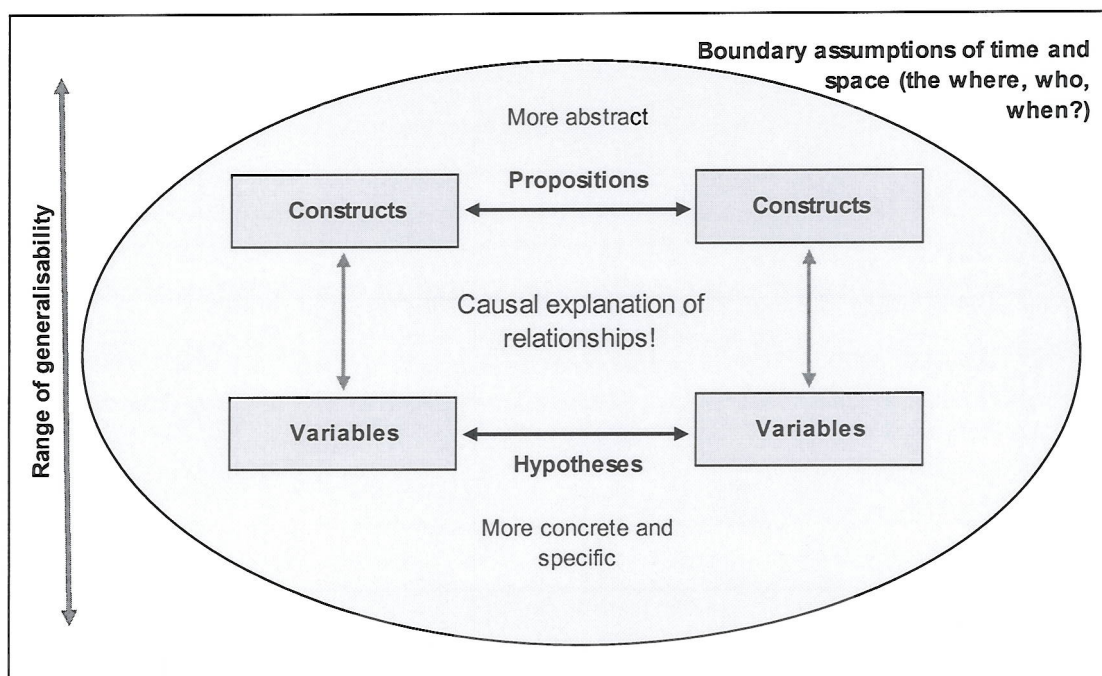 Boundary assumptions of time and
space (the where, who,
when?)
More abstract
Propositions
Constructs
Constructs
Range of generalisability
Causal explanation of
relationships!
Variables
Variables
Hypotheses
More concrete and
specific